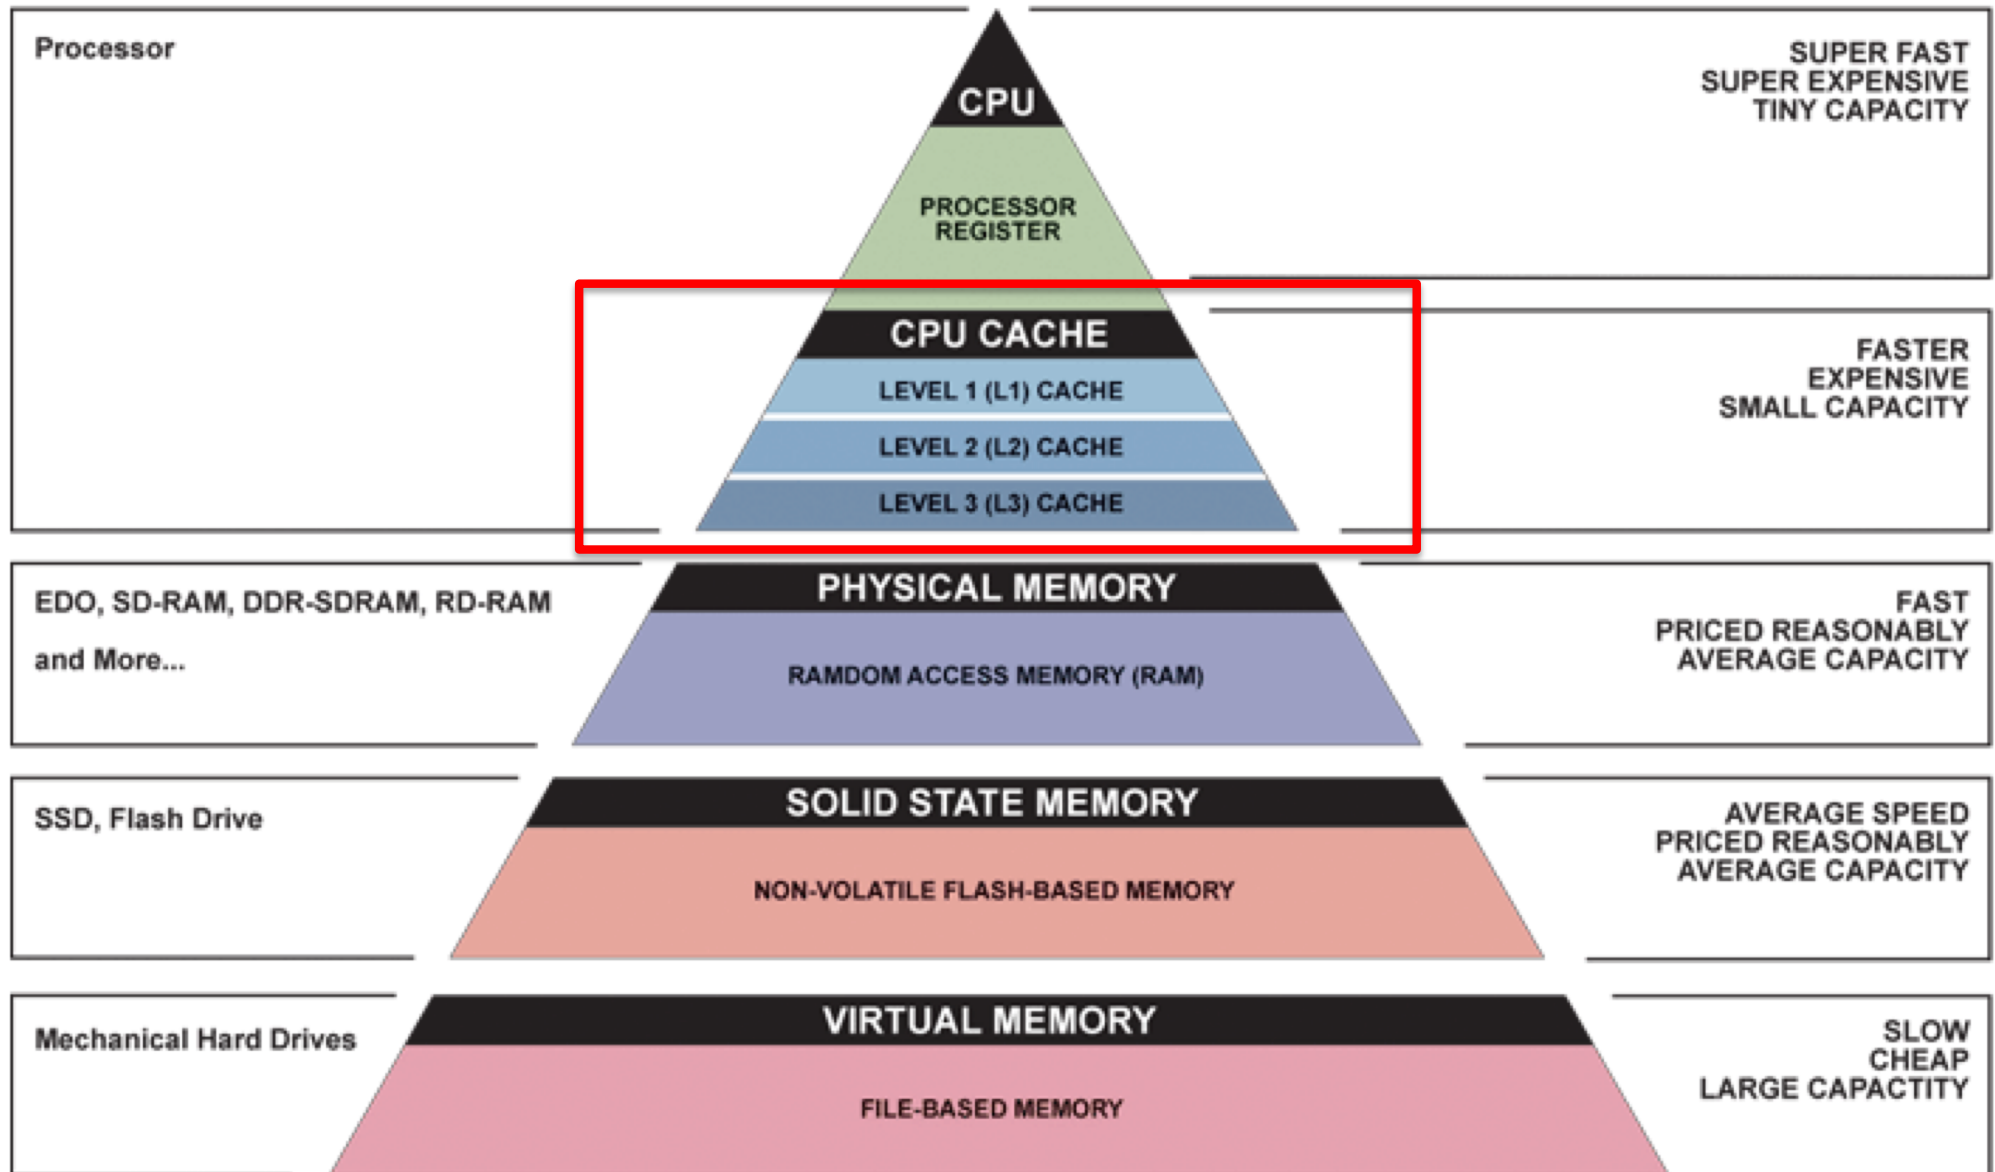 Processor
CPU
SUPER FAST
SUPER EXPENSIVE
TINY CAPACITY
PROCESSOR
REGISTER
CPU CACHE
LEVEL 1 (L1) CACHE
LEVEL 2 (L2) CACHE
LEVEL 3 (L3) CACHE
FASTER
EXPENSIVE
SMALL CAPACITY
EDO, SD-RAM, DDR-SDRAM, RD-RAM
and More...
PHYSICAL MEMORY
RAMDOM ACCESS MEMORY (RAM)
FAST
PRICED REASONABLY
AVERAGE CAPACITY
SSD, Flash Drive
SOLID STATE MEMORY
NON-VOLATILE FLASH-BASED MEMORY
AVERAGE SPEED
PRICED REASONABLY
AVERAGE CAPACITY
Mechanical Hard Drives
VIRTUAL MEMORY
FILE-BASED MEMORY
SLOW
CHEAP
LARGE CAPACTITY